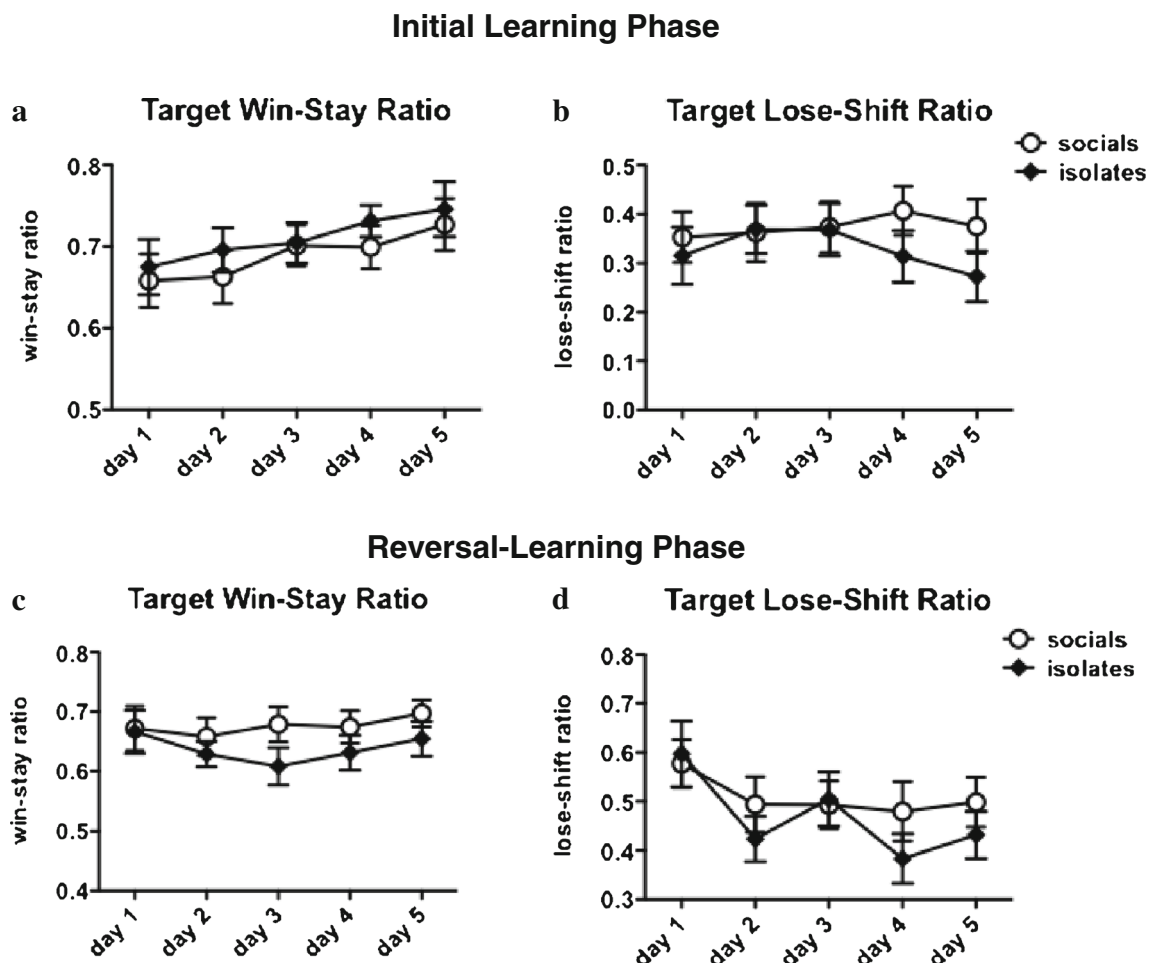 Initial Learning Phase
a
Target Win-Stay Ratio
b
Target Lose-Shift Ratio
socials
isolates
win-stay ratio
0.8
0.7
0.6
0.5
day 1
day 2
day 3
day 4
day 5
lose-shift ratio
0.5
0.4
0.3
0.2
0.1
0.0
day 1
day 2
day 3
day 4
day 5
Reversal-Learning Phase
c
Target Win-Stay Ratio
d
Target Lose-Shift Ratio
socials
isolates
win-stay ratio
0.8
0.7
0.6
0.5
0.4
day 1
day 2
day 3
day 4
day 5
lose-shift ratio
0.8
0.7
0.6
0.5
0.4
0.3
day 1
day 2
day 3
day 4
day 5